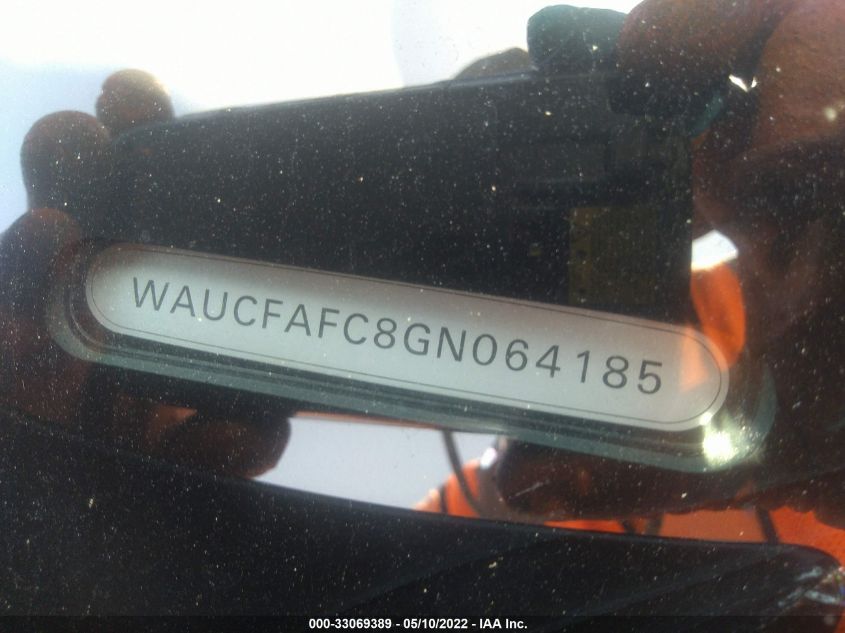 WAUCFAFC8GN064185
000-33069389 - 05/10/2022 - IAA Inc.